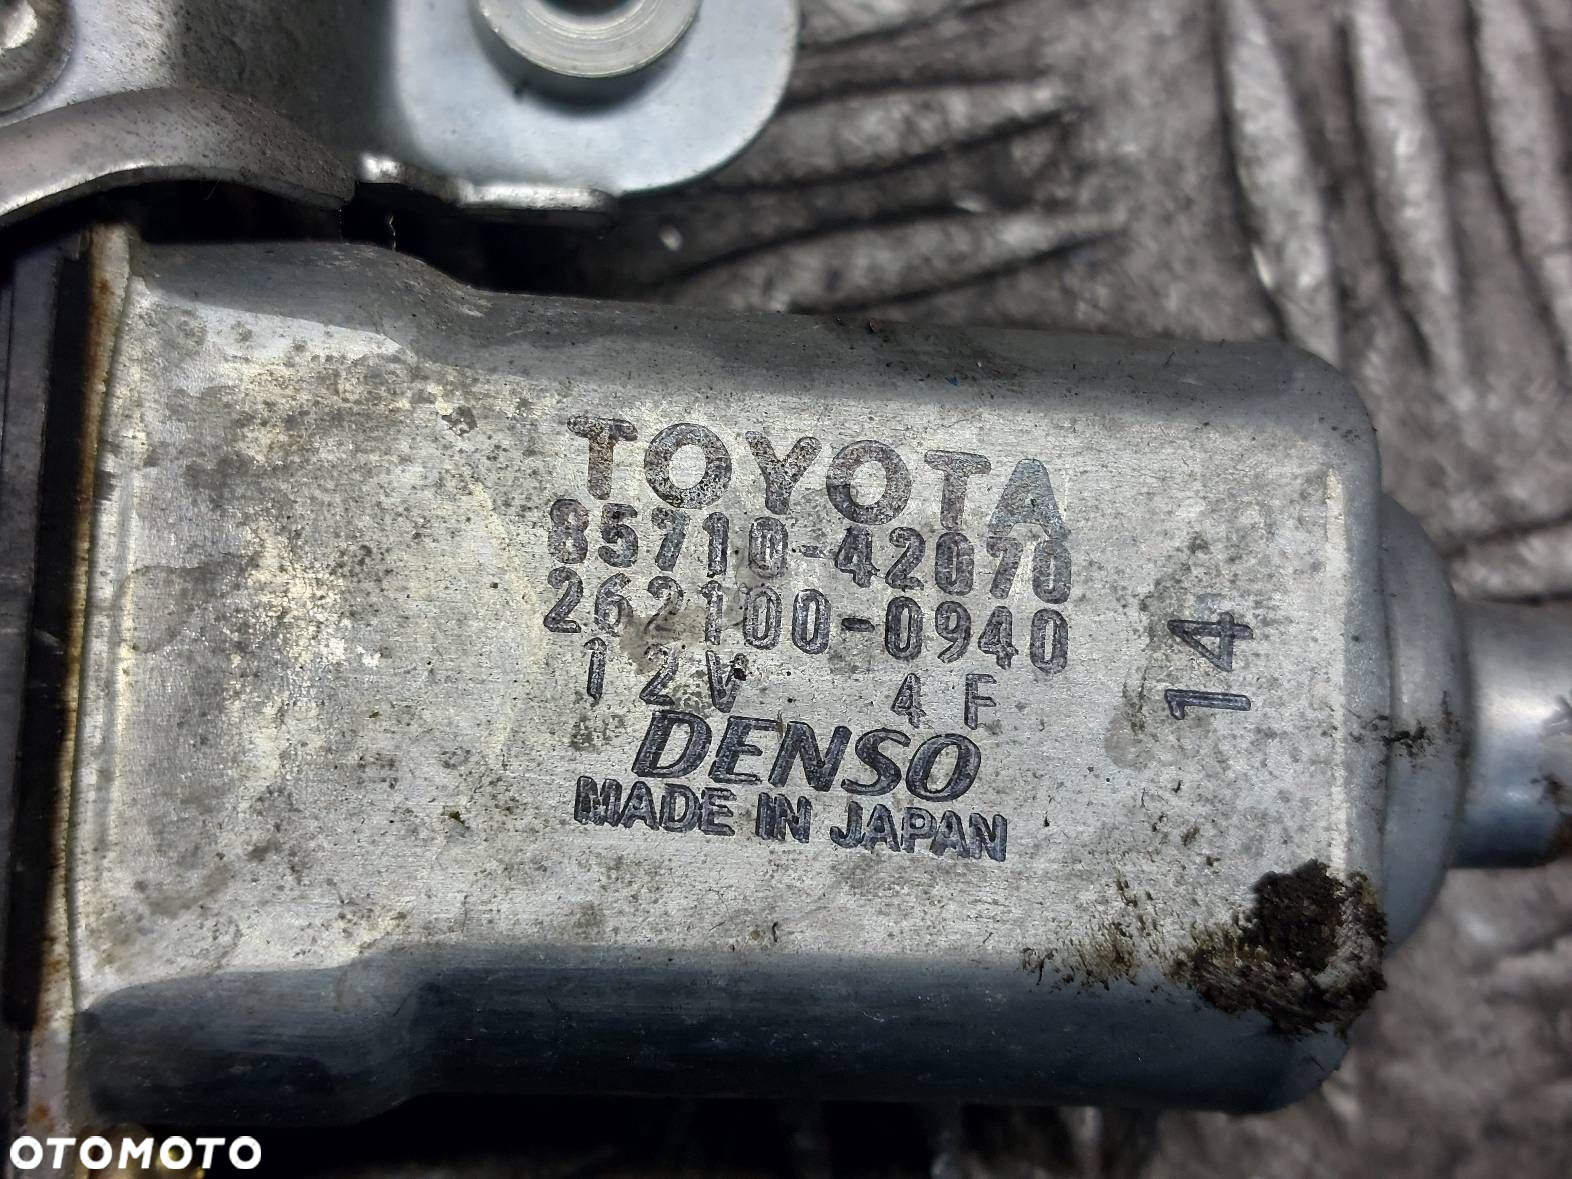 TOYOTA
85710-42070
262100-0940
12V 4F
DENSO
MADE IN JAPAN
14
OTOMOTO